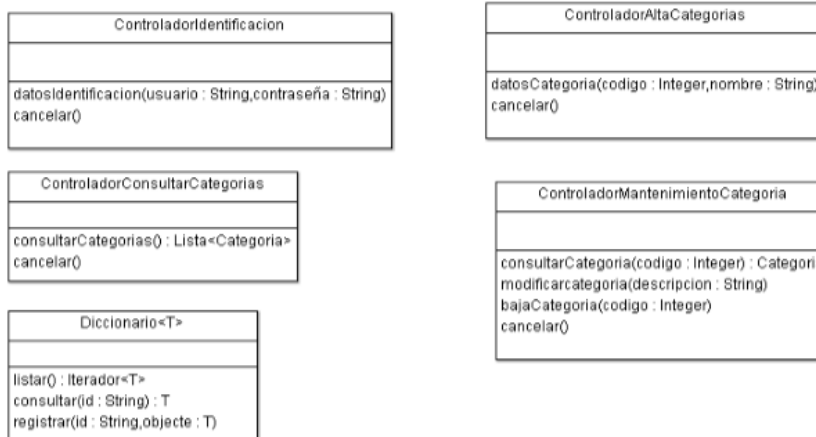 ControladorIdentificacion
datosIdentificacion(usuario : String,contraseña : String)
cancelar()
ControladorAltaCategorias
datosCategoria(codigo : Integer,nombre : String)
cancelar()
ControladorConsultarCategorias
consultarCategorias() : Lista<Categoria>
cancelar()
ControladorMantenimientoCategoria
consultarCategoria(codigo : Integer) : Categori
modificarcategoria(descripcion : String)
bajaCategoria(codigo : Integer)
cancelar()
Diccionario<T>
listar() : Iterador<T>
consultar(id : String) : T
registrar(id : String,objecte : T)